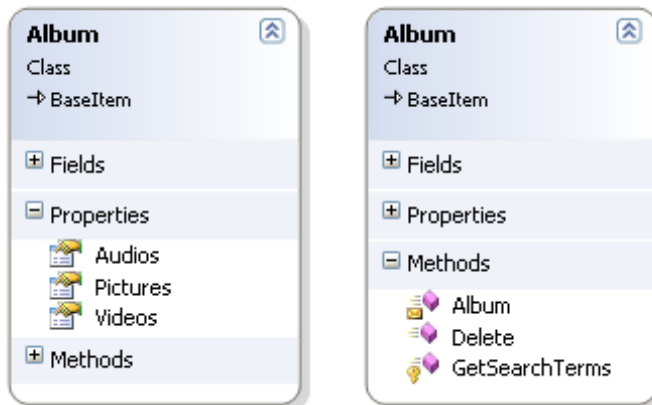 Album
Class
BaseItem
Fields
Properties
Audios
Pictures
Videos
Methods
Album
Class
BaseItem
Fields
Properties
Methods
Album
Delete
GetSearchTerms